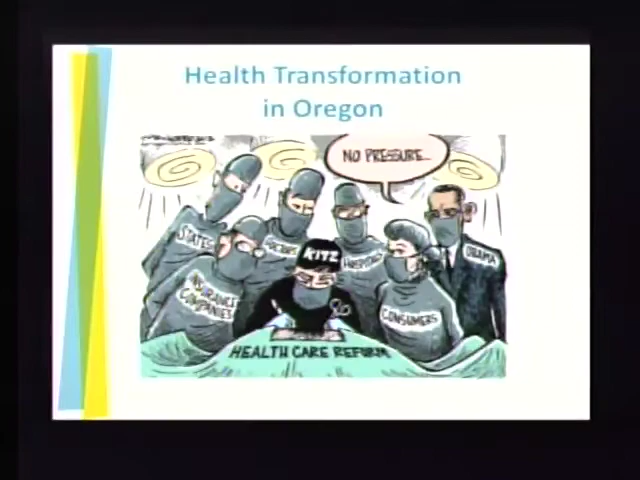 Health Transformation
in Oregon
NO PRESSURE...
STATES
DOCTORS
KITZ
HOSPITALS
OBAMA
INSURANCE
COMPANIES
CONSUMERS
HEALTH CARE REFORM